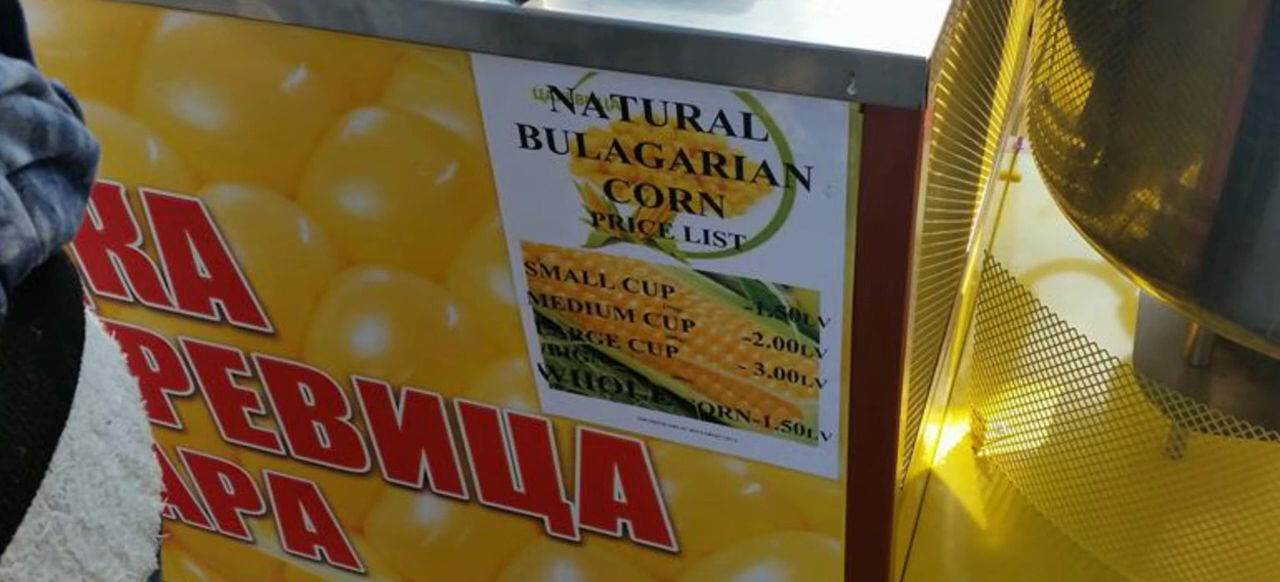 NATURAL
BULAGARIAN
CORN
PRICE LIST
SMALL CUP -1.50LV
MEDIUM CUP -2.00LV
LARGE CUP - 3.00LV
/BIG/
WHOLE CORN-1.50LV
КА
РЕВИЦА
АРА